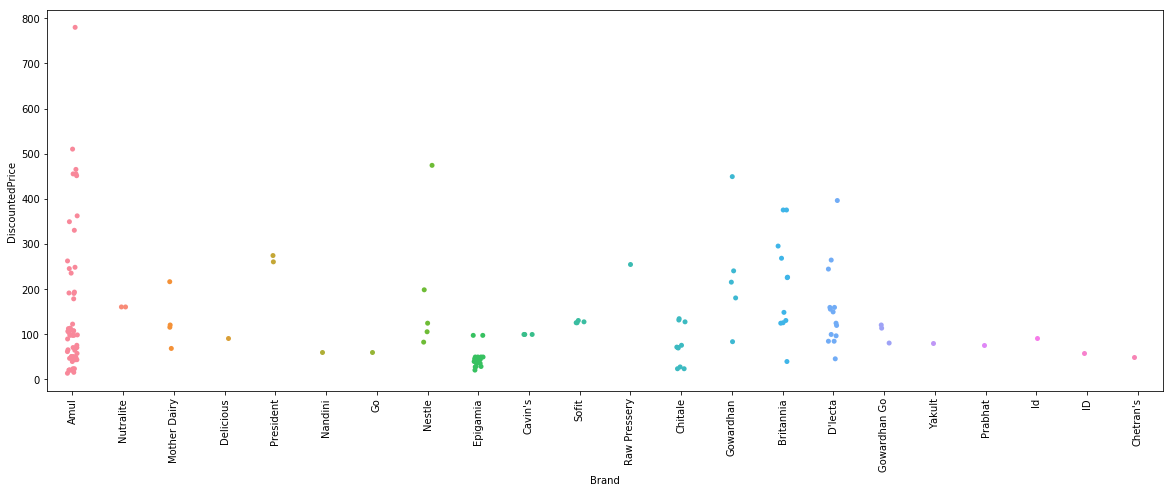 800
700
600
500
400
300
200
100
0
DiscountedPrice
Amul
Nutralite
Mother Dairy
Delicious
President
Nandini
Go
Nestle
Epigamia
Cavin's
Sofit
Raw Pressery
Chitale
Gowardhan
Britannia
D'lecta
Gowardhan Go
Yakult
Prabhat
Id
ID
Chetran's
Brand